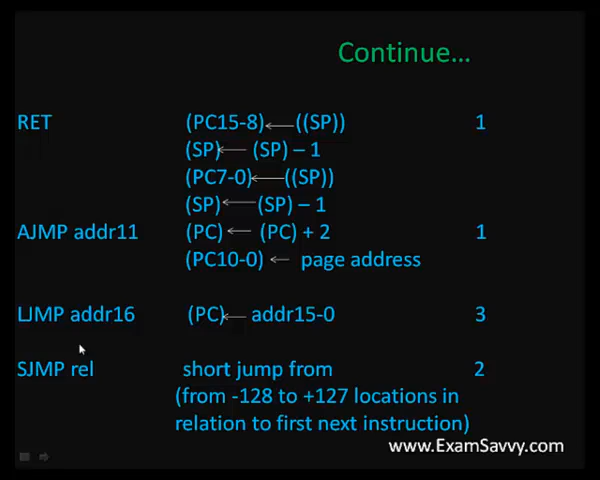 Continue...
RET (PC15-8)←((SP)) 1
(SP)← (SP) – 1
(PC7-0)←((SP))
(SP)← (SP) – 1
AJMP addr11 (PC) ← (PC) + 2 1
(PC10-0) ← page address
LJMP addr16 (PC)← addr15-0 3
SJMP rel short jump from 2
(from -128 to +127 locations in
relation to first next instruction)
www.ExamSavvy.com